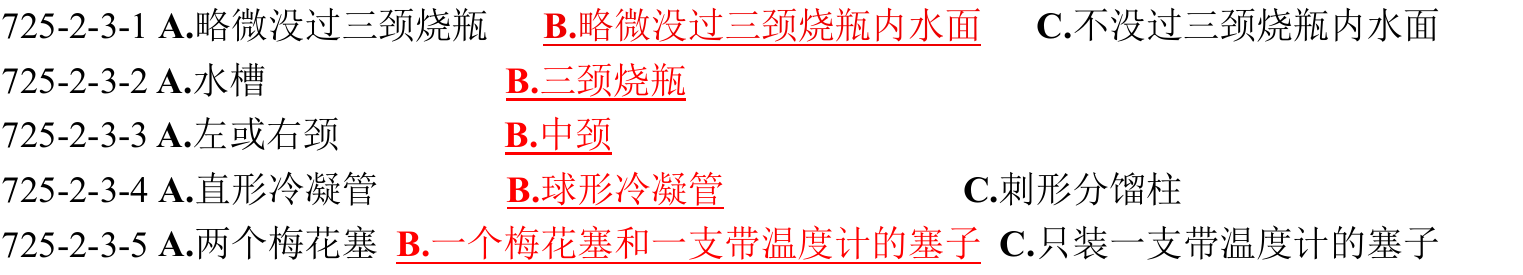 725-2-3-1 A.略微没过三颈烧瓶 B.略微没过三颈烧瓶内水面 C.不没过三颈烧瓶内水面
725-2-3-2 A.水槽 B.三颈烧瓶
725-2-3-3 A.左或右颈 B.中颈
725-2-3-4 A.直形冷凝管 B.球形冷凝管 C.刺形分馏柱
725-2-3-5 A.两个梅花塞 B.一个梅花塞和一支带温度计的塞子 C.只装一支带温度计的塞子